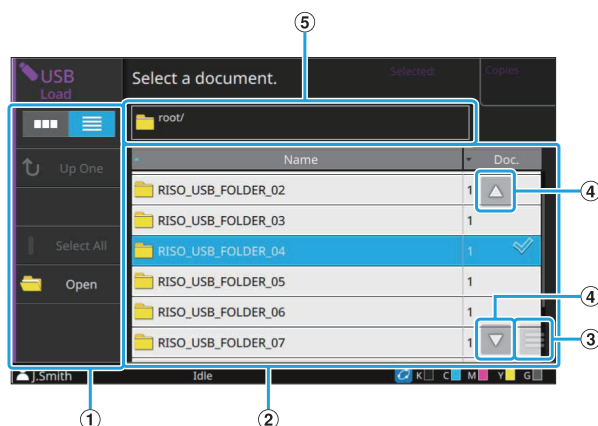 5
USB
Load
Select a document.
Selected:
Copies
root/
Up One
Name
Doc.
RISO_USB_FOLDER_02
1
4
RISO_USB_FOLDER_03
1
Select All
RISO_USB_FOLDER_04
1
Open
RISO_USB_FOLDER_05
1
4
RISO_USB_FOLDER_06
1
RISO_USB_FOLDER_07
1
3
J.Smith
Idle
K C M Y G
1
2